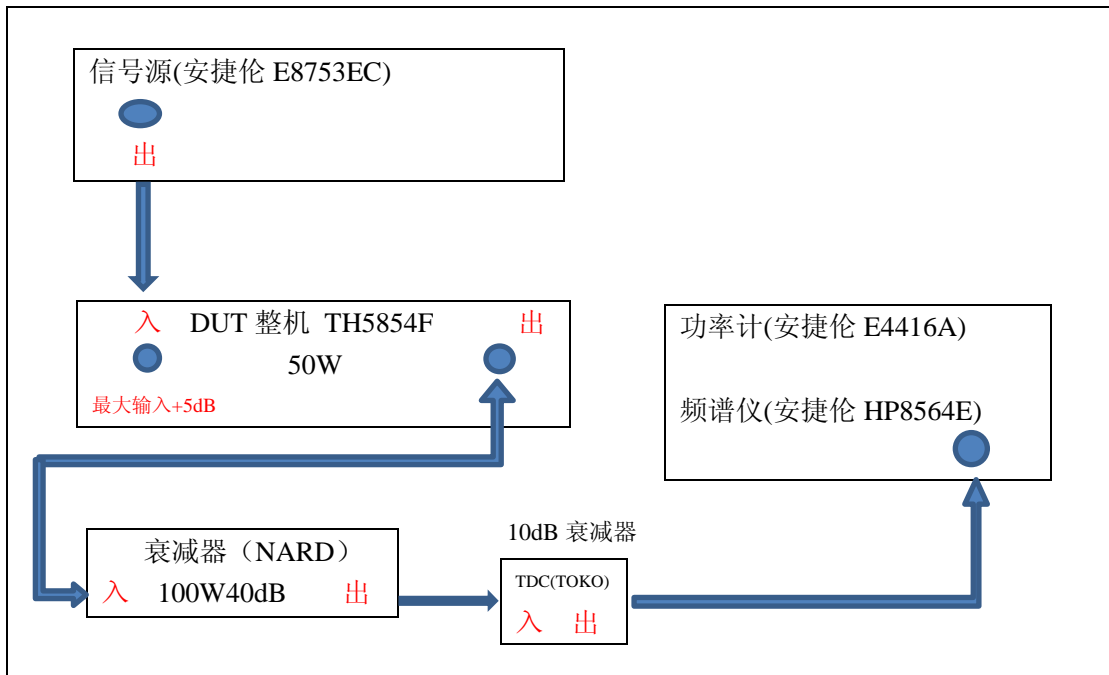 信号源(安捷伦 E8753EC)
出
入 DUT 整机 TH5854F 出
50W
最大输入+5dB
功率计(安捷伦 E4416A)
频谱仪(安捷伦 HP8564E)
衰减器（NARD）
入 100W40dB 出
10dB 衰减器
TDC(TOKO)
入 出